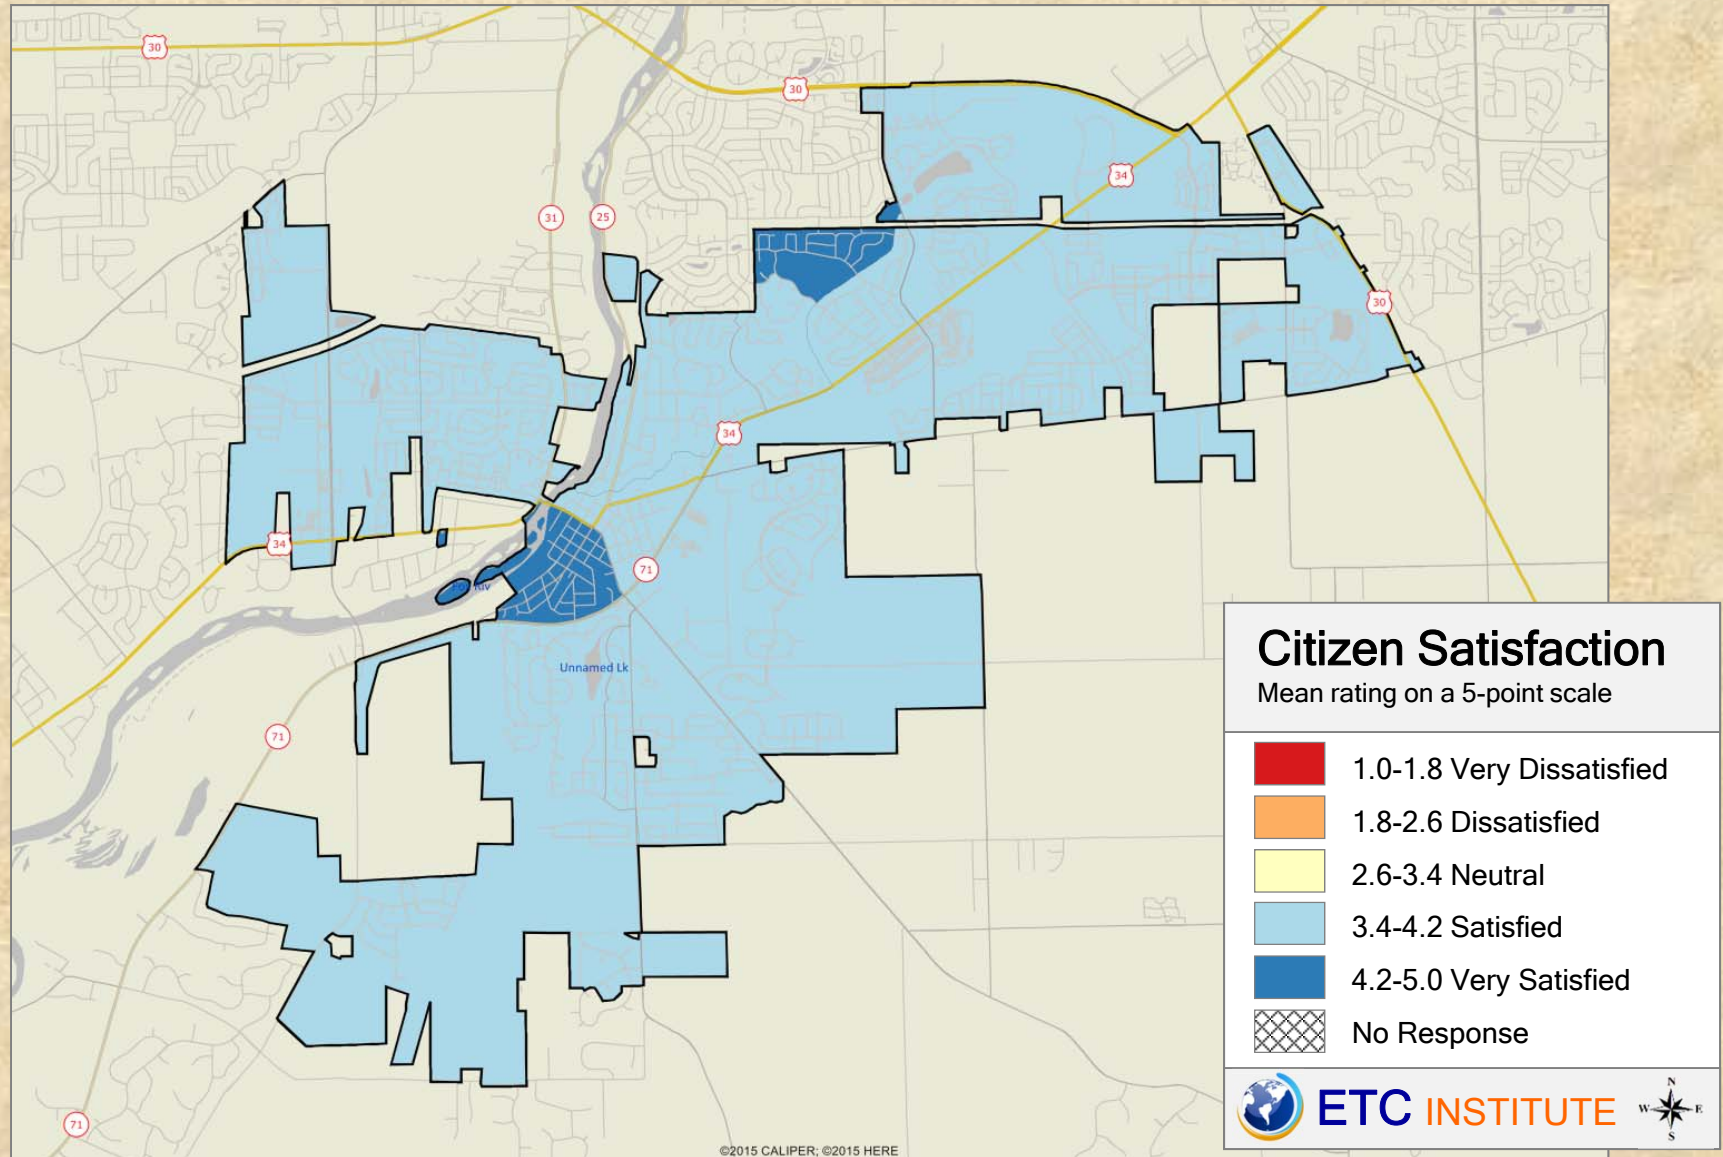 30
30
34
31
25
30
34
34
71
Unnamed Lk
71
71
©2015 CALIPER; ©2015 HERE
Citizen Satisfaction
Mean rating on a 5-point scale
1.0-1.8 Very Dissatisfied
1.8-2.6 Dissatisfied
2.6-3.4 Neutral
3.4-4.2 Satisfied
4.2-5.0 Very Satisfied
No Response
ETC INSTITUTE
N
W E
S